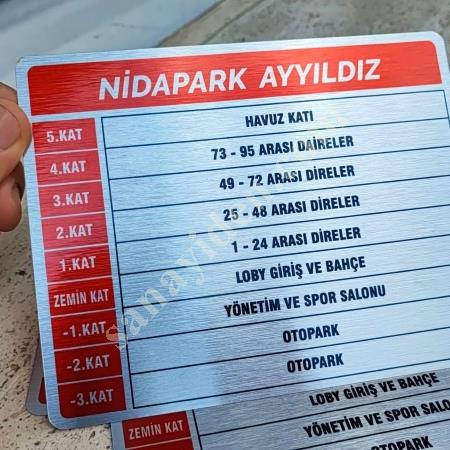 NİDAPARK AYYILDIZ
5.KAT HAVUZ KATI
4.KAT 73 - 95 ARASI DAİRELER
3.KAT 49 - 72 ARASI DAİRELER
2.KAT 25 - 48 ARASI DAİRELER
1.KAT 1 - 24 ARASI DAİRELER
ZEMİN KAT LOBY GİRİŞ VE BAHÇE
-1.KAT YÖNETİM VE SPOR SALONU
-2.KAT OTOPARK
-3.KAT OTOPARK
LOBY GİRİŞ VE BAHÇE
ZEMİN KAT YÖNETİM VE SPOR SALO
OTOPARK